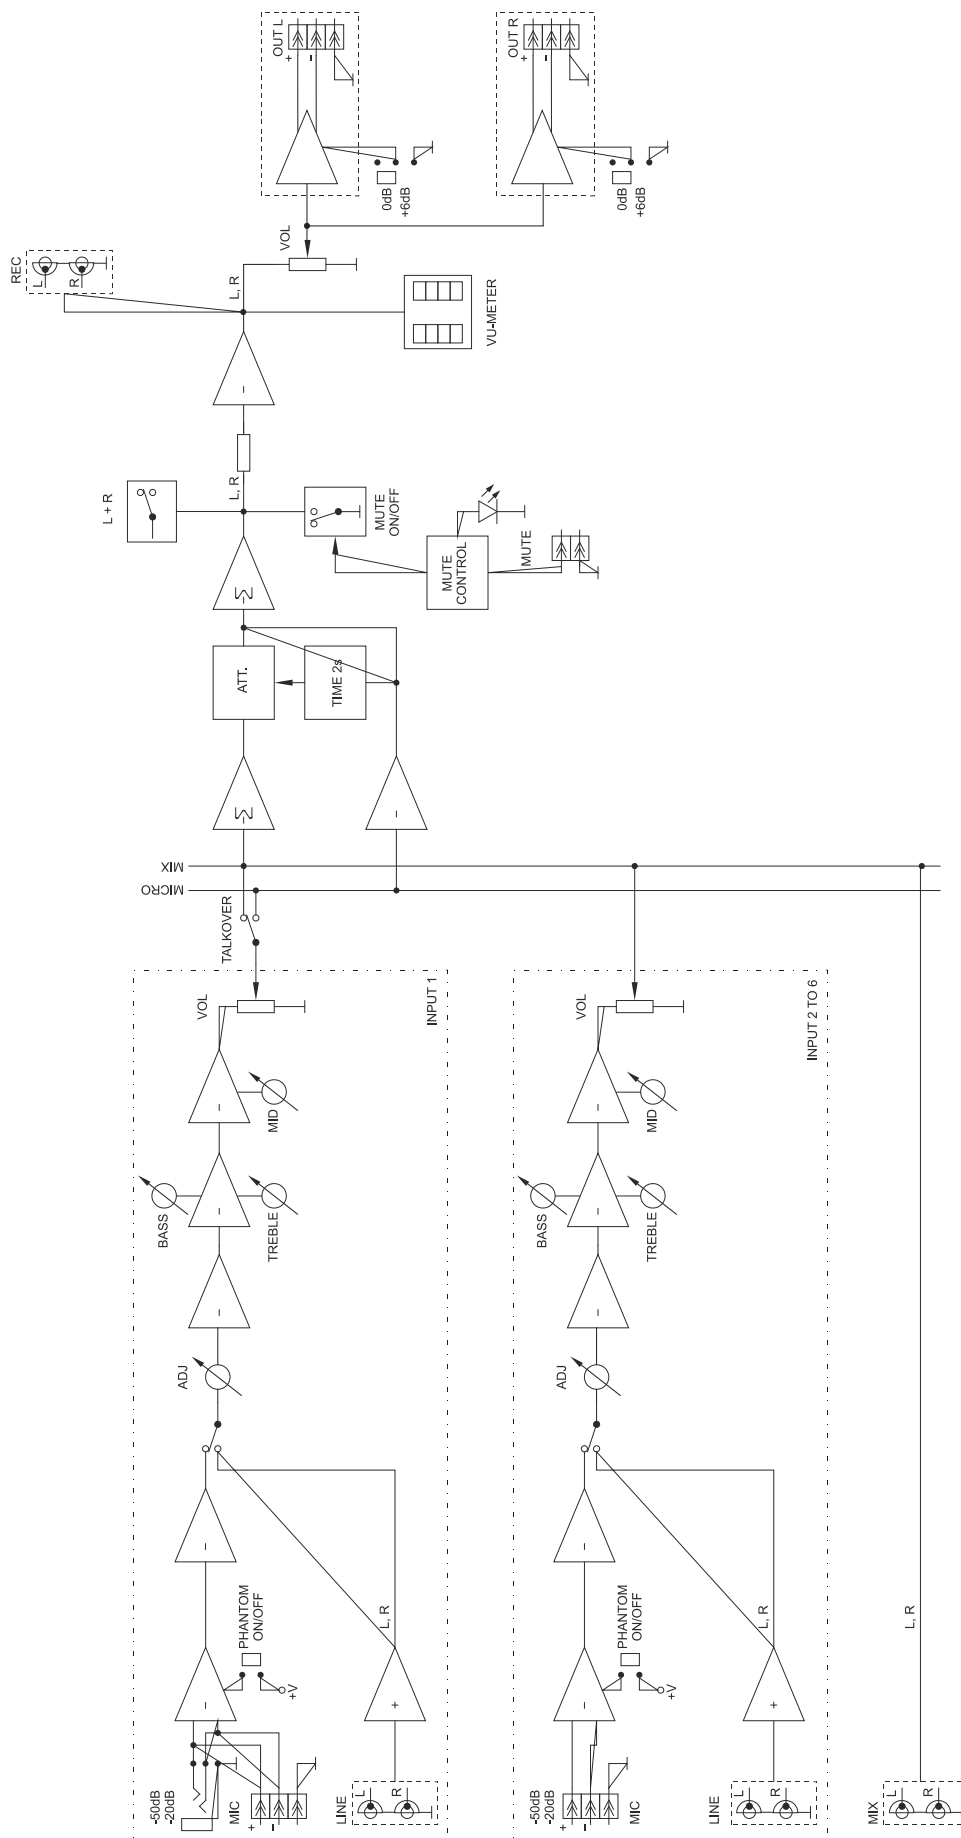 OUT L
+
-
OUT R
+
-
0dB
+6dB
0dB
+6dB
VOL
REC
L
R
L, R
VU-METER
L + R
L, R
MUTE
ON/OFF
MUTE
CONTROL
MUTE
Σ
ATT.
TIME 2s
Σ
MIX
MICRO
TALKOVER
VOL
INPUT 1
MID
BASS
TREBLE
ADJ
PHANTOM
ON/OFF
+V
L, R
-50dB
-20dB
MIC
+
-
LINE
L
R
+
VOL
INPUT 2 TO 6
MID
BASS
TREBLE
ADJ
PHANTOM
ON/OFF
+V
L, R
-50dB
-20dB
MIC
+
-
LINE
L
R
+
L, R
MIX
L
R